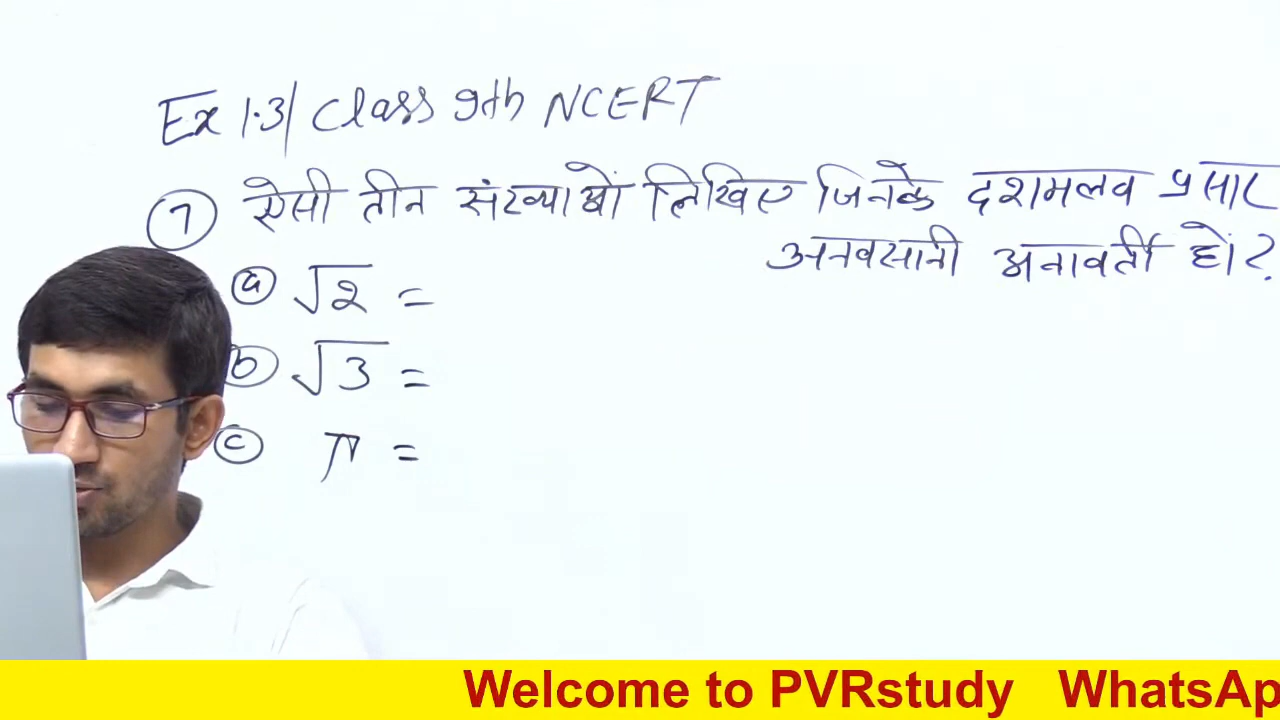 Ex 1.3| Class 9th NCERT
7 ऐसी तीन संख्याओं लिखिए जिनके दशमलव प्रसार
अनवसानी अनावर्ती हों?
a √2 =
b √3 =
c π =
Welcome to PVRstudy WhatsAp